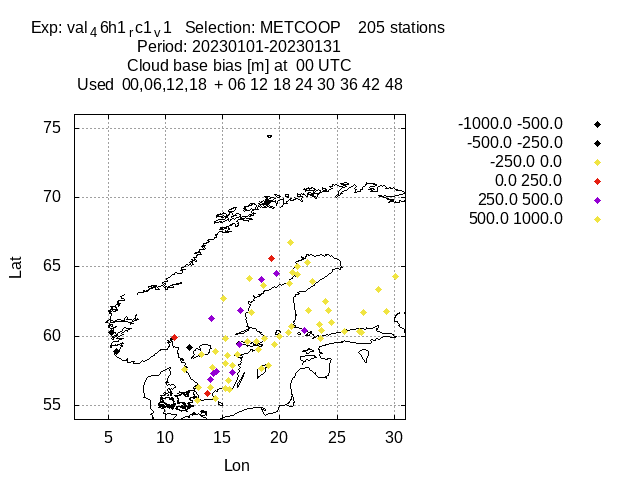 Exp: val46h1rc1v1 Selection: METCOOP 205 stations
Period: 20230101-20230131
Cloud base bias [m] at 00 UTC
Used 00,06,12,18 + 06 12 18 24 30 36 42 48
75
70
65
60
55
Lat
5 10 15 20 25 30
Lon
-1000.0 -500.0
-500.0 -250.0
-250.0 0.0
0.0 250.0
250.0 500.0
500.0 1000.0